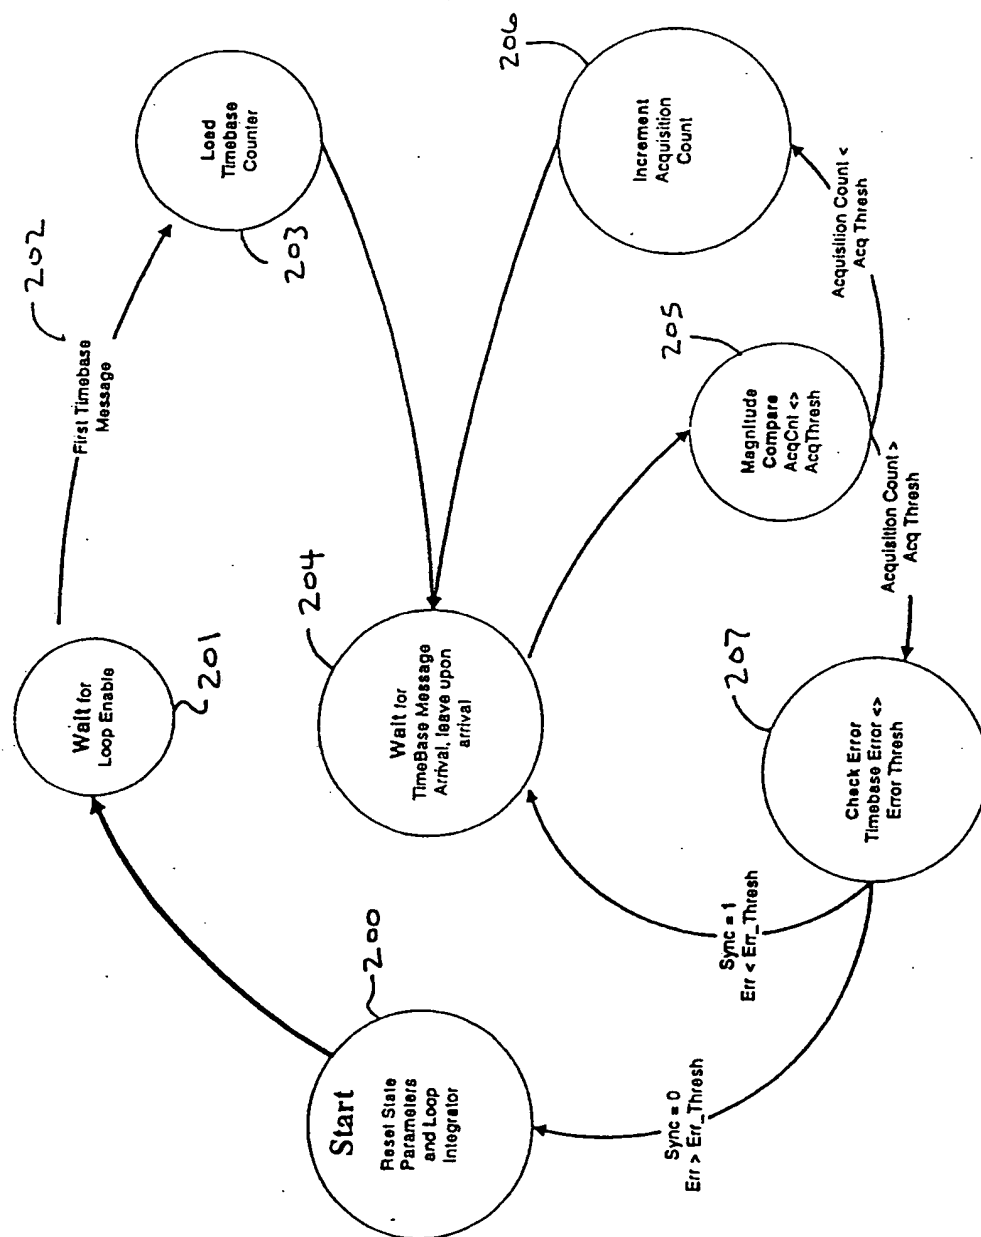 Start
Reset State
Parameters
and Loop
Integrator
200
Wait for
Loop Enable
201
First Timebase
Message
202
Load
Timebase
Counter
203
Wait for
TimeBase Message
Arrival, leave upon
arrival
204
Magnitude
Compare
AcqCnt <>
AcqThresh
205
Acquisition Count <
Acq Thresh
Increment
Acquisition
Count
206
Acquisition Count >
Acq Thresh
Check Error
Timebase Error <>
Error Thresh
207
Sync = 1
Err < Err_Thresh
Sync = 0
Err > Err_Thresh